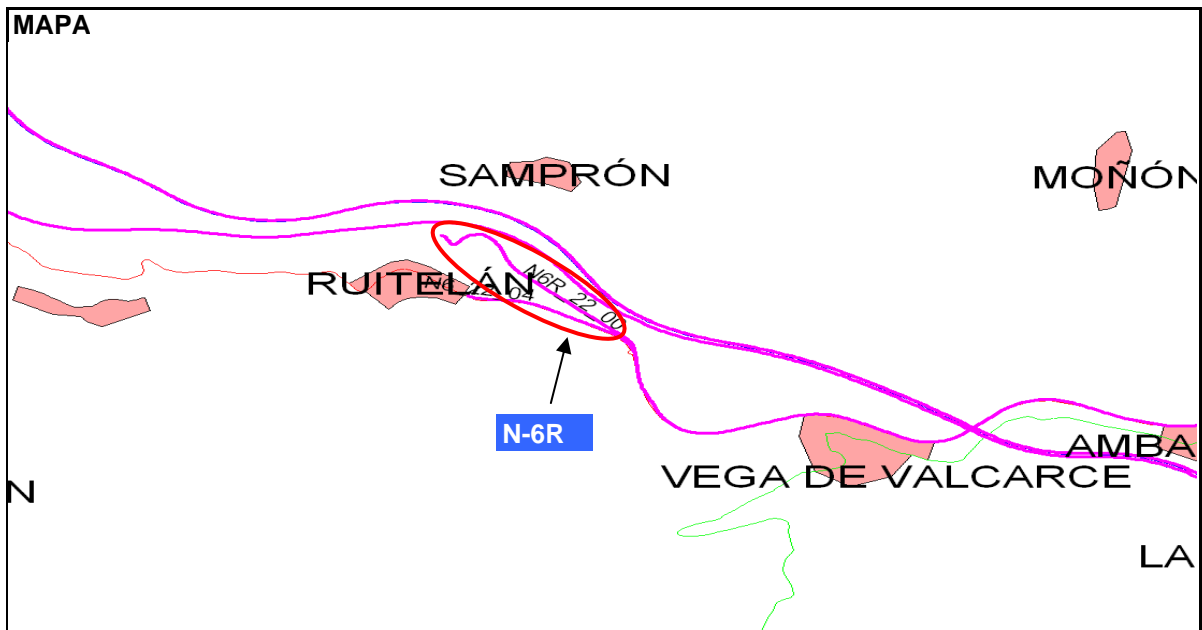 MAPA
SAMPRÓN
MOÑÓN
RUITELÁN
N6R 22 00
N-6R
AMBA
VEGA DE VALCARCE
N
LA